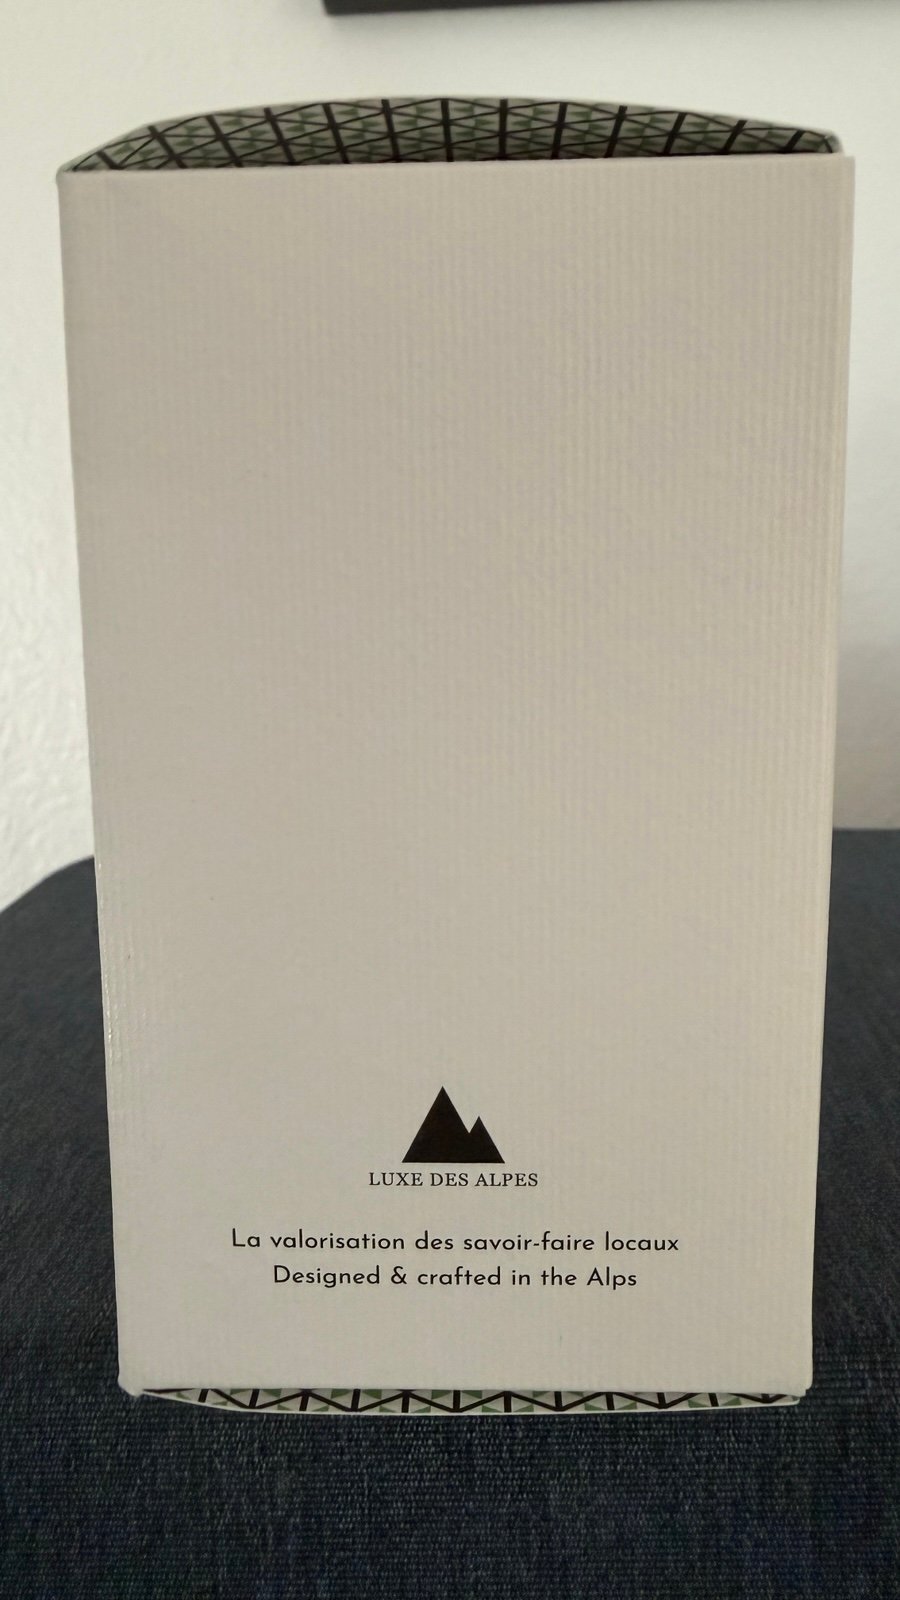 LUXE DES ALPES
La valorisation des savoir-faire locaux
Designed & crafted in the Alps